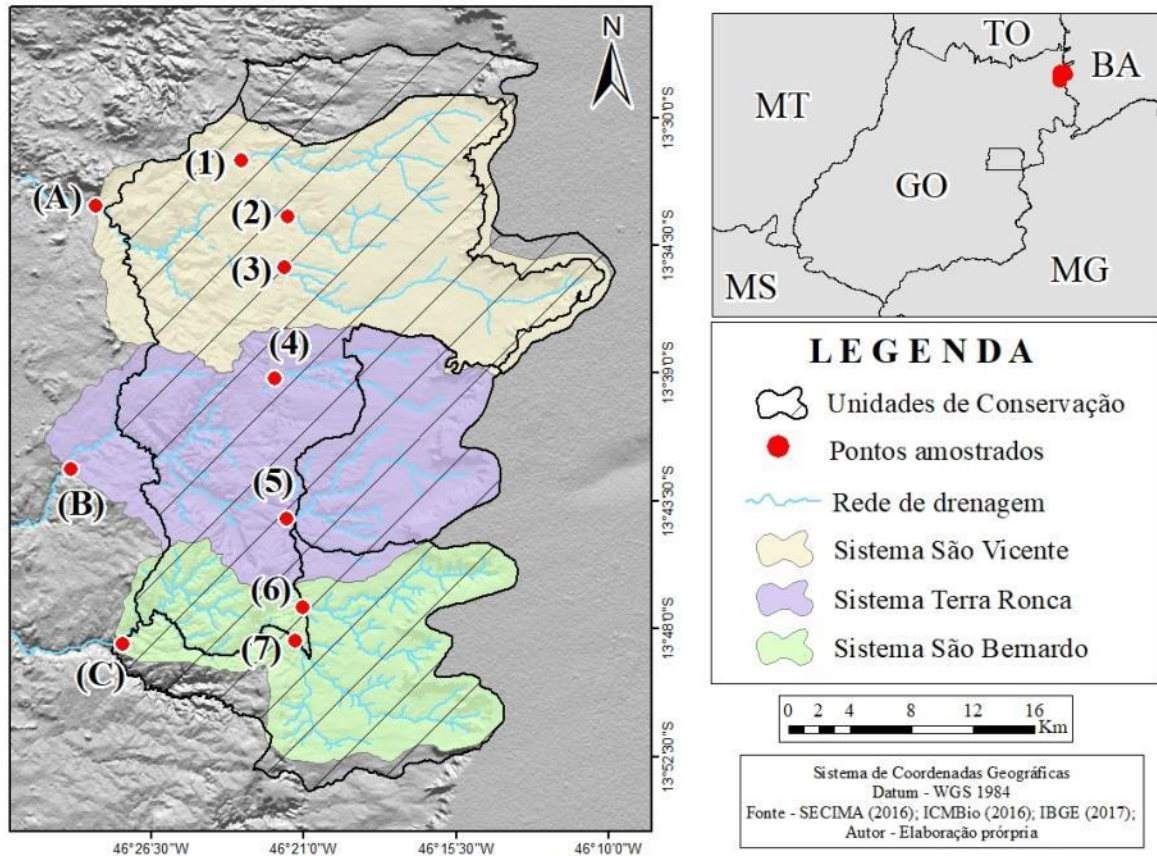 N
(1)
(A)
(2)
(3)
(4)
(B)
(5)
(6)
(7)
(C)
13°30'0"S
13°34'30"S
13°39'0"S
13°43'30"S
13°48'0"S
13°52'30"S
46°26'30"W
46°21'0"W
46°15'30"W
46°10'0"W
TO
BA
MT
GO
MS
MG
LEGENDA
Unidades de Conservação
Pontos amostrados
Rede de drenagem
Sistema São Vicente
Sistema Terra Ronca
Sistema São Bernardo
0 2 4 8 12 16
Km
Sistema de Coordenadas Geográficas
Datum - WGS 1984
Fonte - SECIMA (2016); ICMBio (2016); IBGE (2017);
Autor - Elaboração prórpria